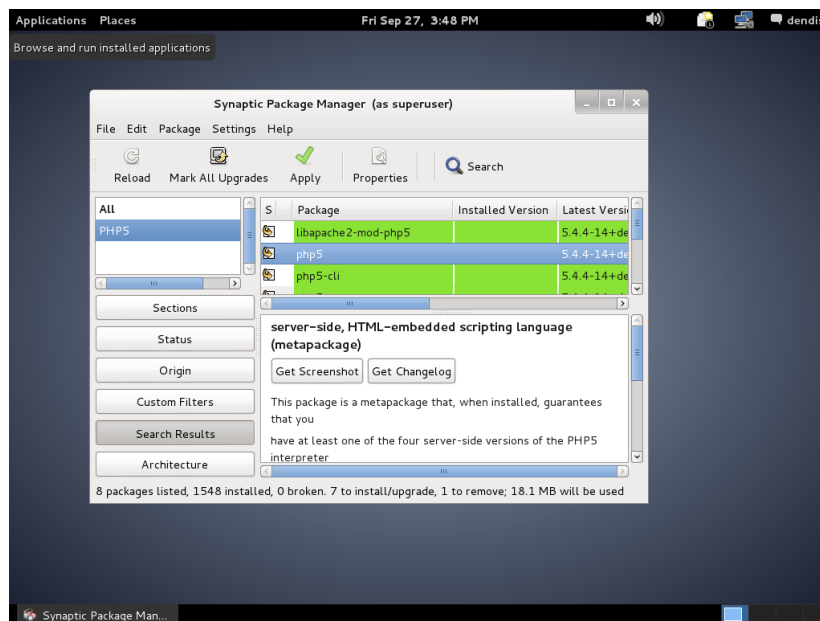 Applications Places Fri Sep 27, 3:48 PM dendis
Browse and run installed applications
Synaptic Package Manager (as superuser)
File Edit Package Settings Help
Reload Mark All Upgrades Apply Properties Search
All
PHP5
S Package Installed Version Latest Versi
libapache2-mod-php5 5.4.4-14+de
php5 5.4.4-14+de
php5-cli 5.4.4-14+de
Sections
Status
Origin
Custom Filters
Search Results
Architecture
server-side, HTML-embedded scripting language
(metapackage)
Get Screenshot Get Changelog
This package is a metapackage that, when installed, guarantees
that you
have at least one of the four server-side versions of the PHP5
interpreter
8 packages listed, 1548 installed, 0 broken. 7 to install/upgrade, 1 to remove; 18.1 MB will be used
Synaptic Package Man...